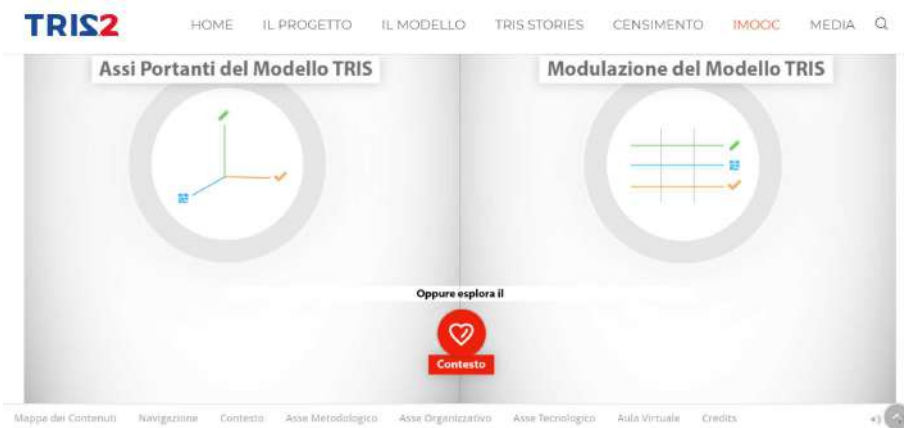 TRIS2 HOME IL PROGETTO IL MODELLO TRIS STORIES CENSIMENTO IMOOC MEDIA
Assi Portanti del Modello TRIS
Modulazione del Modello TRIS
Oppure esplora il
Contesto
Mappa dei Contenuti Navigazione Contesto Asse Metodologico Asse Organizzativo Asse Tecnologico Aula Virtuale Credits